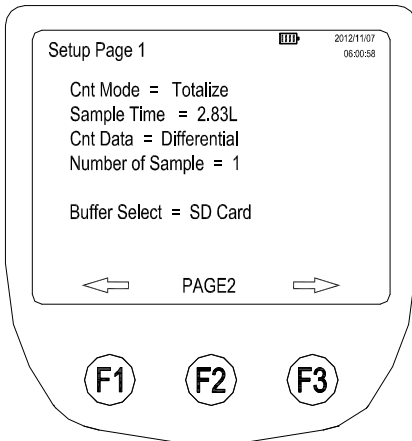 2012/11/07
Setup Page 1
06:00:58
Cnt Mode = Totalize
Sample Time = 2.83L
Cnt Data = Differential
Number of Sample = 1
Buffer Select = SD Card
PAGE2
F1 F2 F3